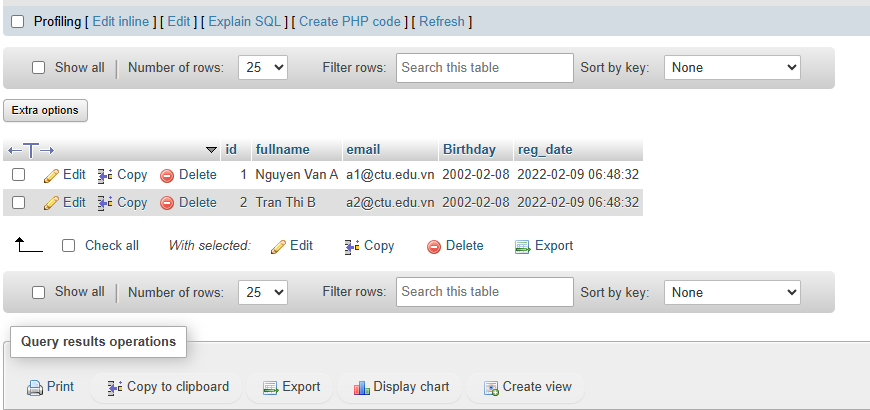 Profiling [ Edit inline ] [ Edit ] [ Explain SQL ] [ Create PHP code ] [ Refresh ]
Show all Number of rows: 25 Filter rows: Search this table Sort by key: None
Extra options
←T→ id fullname email Birthday reg_date
Edit Copy Delete 1 Nguyen Van A a1@ctu.edu.vn 2002-02-08 2022-02-09 06:48:32
Edit Copy Delete 2 Tran Thi B a2@ctu.edu.vn 2002-02-08 2022-02-09 06:48:32
Check all With selected: Edit Copy Delete Export
Show all Number of rows: 25 Filter rows: Search this table Sort by key: None
Query results operations
Print Copy to clipboard Export Display chart Create view